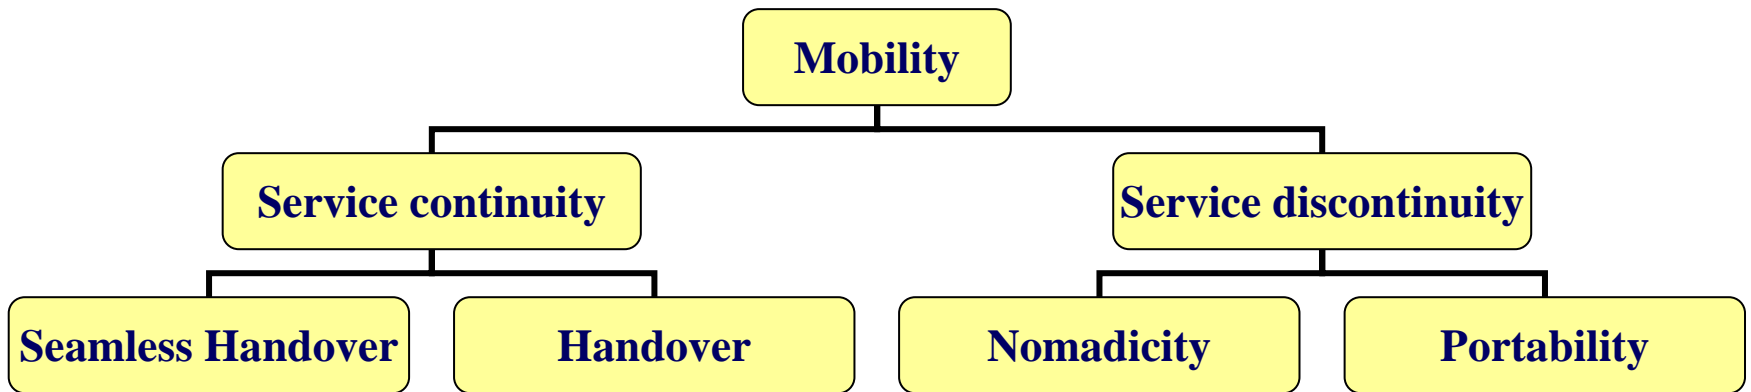 Mobility
Service continuity
Service discontinuity
Seamless Handover
Handover
Nomadicity
Portability